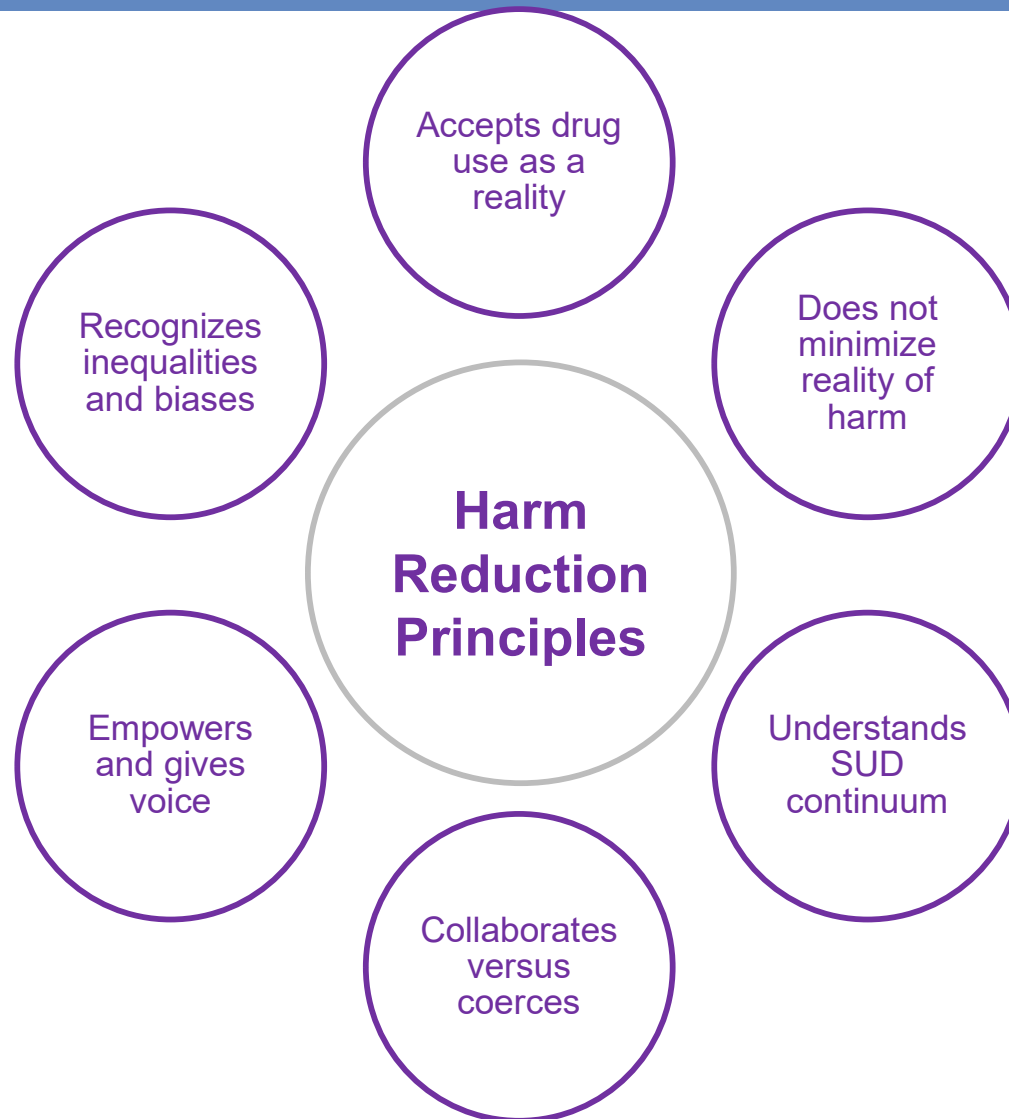 Accepts drug
use as a
reality
Does not
minimize
reality of
harm
Understands
SUD
continuum
Collaborates
versus
coerces
Empowers
and gives
voice
Recognizes
inequalities
and biases
Harm
Reduction
Principles